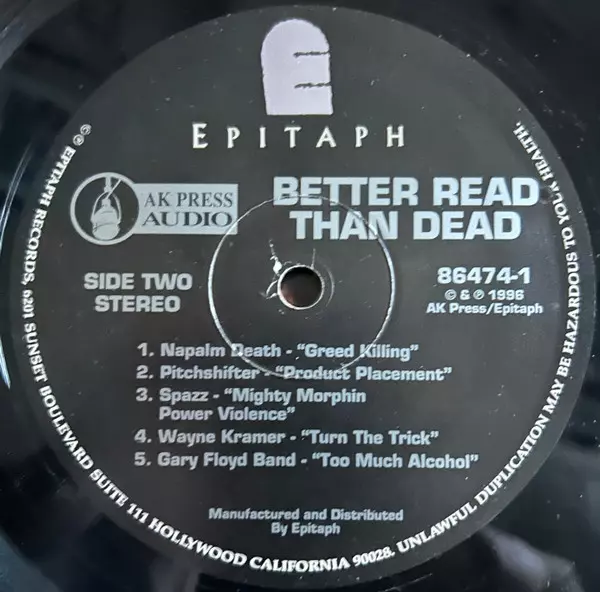 E
EPITAPH
AK PRESS
AUDIO
BETTER READ
THAN DEAD
SIDE TWO
STEREO
86474-1
© & ℗ 1996
AK Press/Epitaph
1. Napalm Death - “Greed Killing”
2. Pitchshifter - “Product Placement”
3. Spazz - “Mighty Morphin
Power Violence”
4. Wayne Kramer - “Turn The Trick”
5. Gary Floyd Band - “Too Much Alcohol”
Manufactured and Distributed
By Epitaph
©℗ EPITAPH RECORDS, 6201 SUNSET BOULEVARD SUITE 111 HOLLYWOOD CALIFORNIA 90028. UNLAWFUL DUPLICATION MAY BE HAZARDOUS TO YOUR HEALTH.